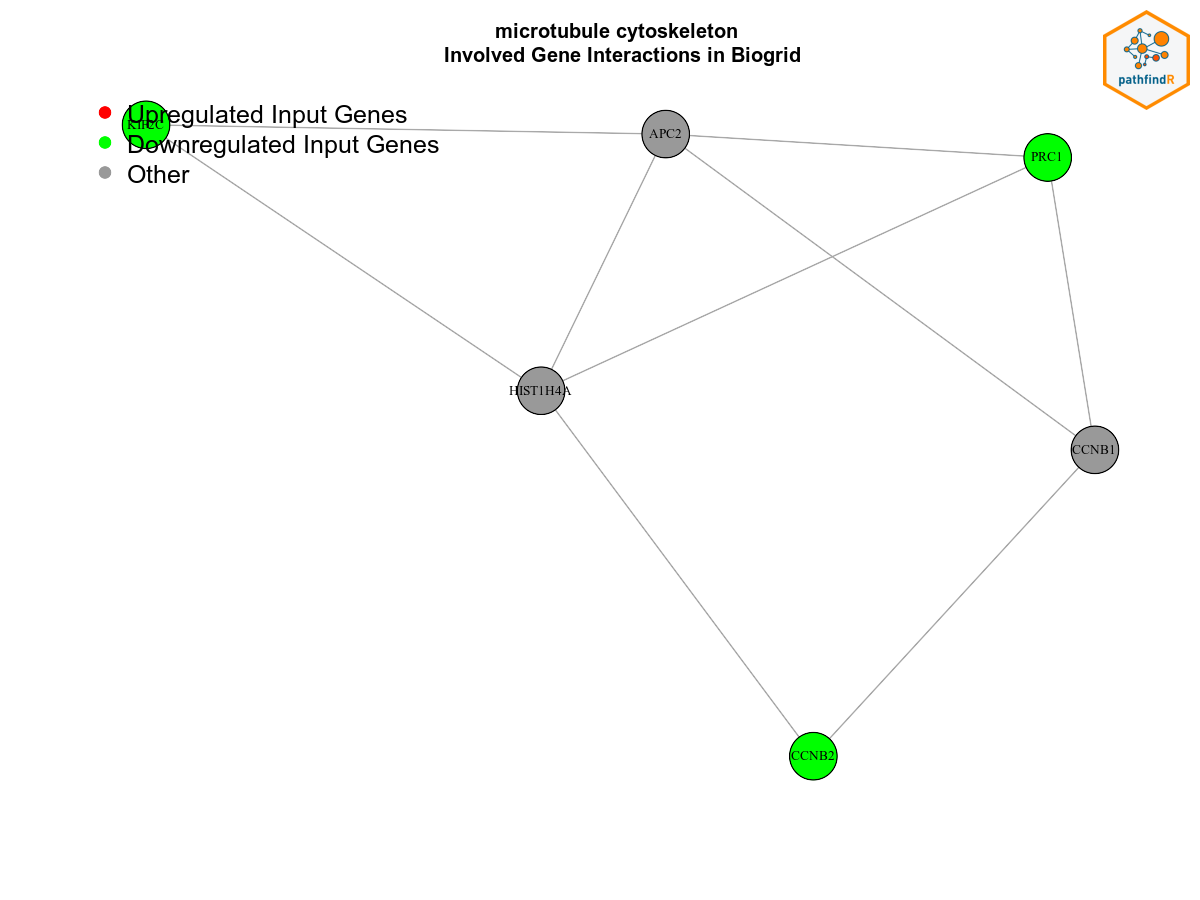 microtubule cytoskeleton
Involved Gene Interactions in Biogrid
pathfindR
Upregulated Input Genes
KIF2C
Downregulated Input Genes
Other
APC2
PRC1
HIST1H4A
CCNB1
CCNB2